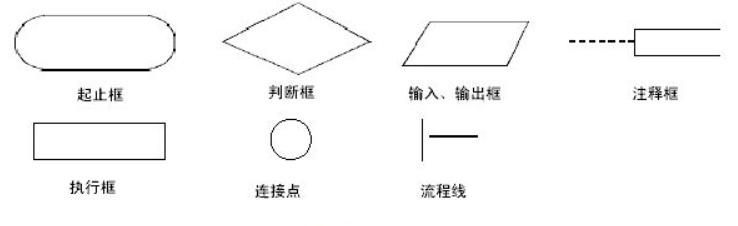 起止框
判断框
输入、输出框
注释框
执行框
连接点
流程线